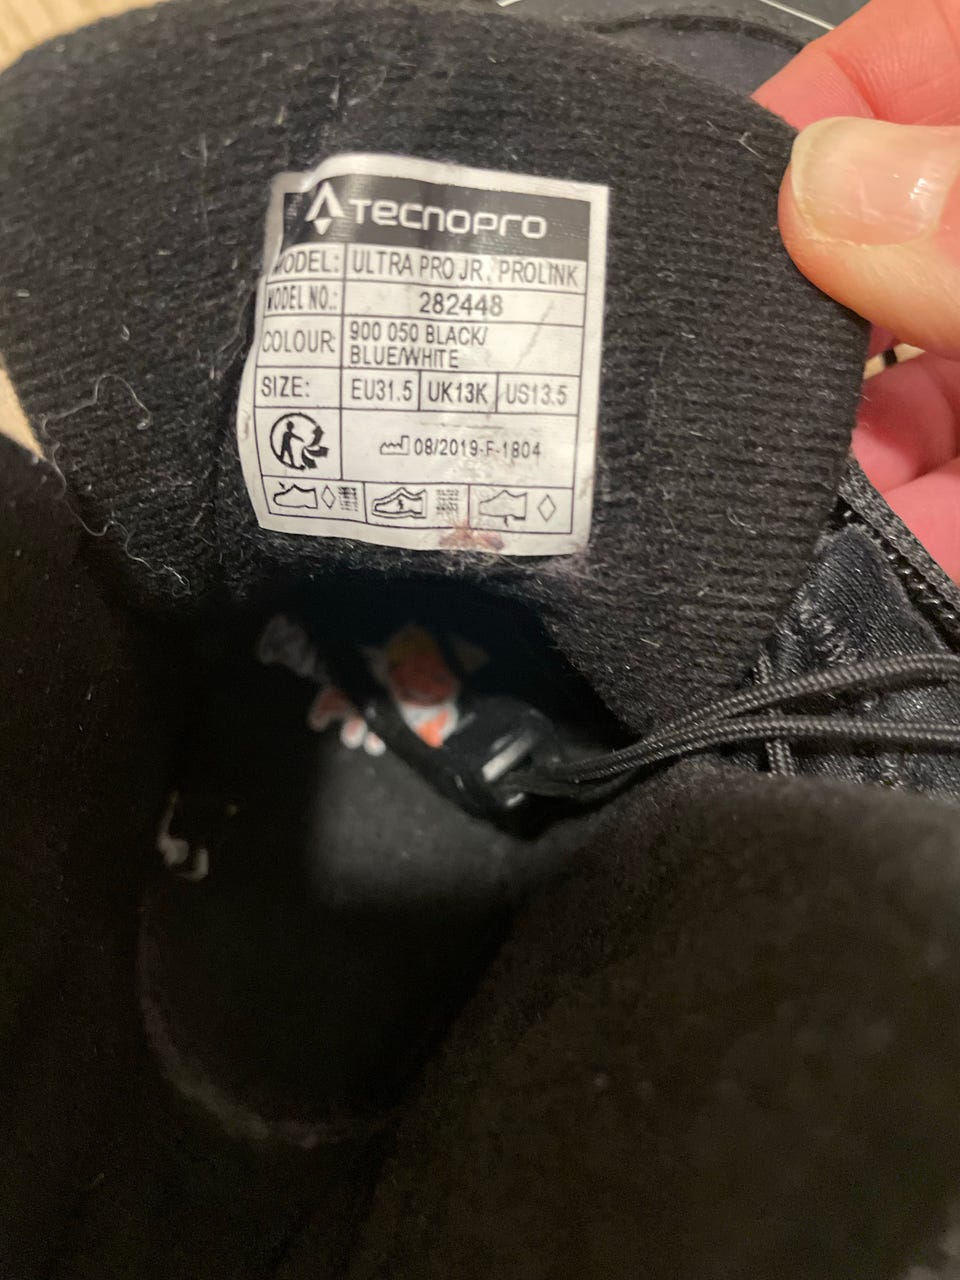 TECNOPRO
MODEL: ULTRA PRO JR. PROLINK
MODEL NO.: 282448
COLOUR: 900 050 BLACK/
BLUE/WHITE
SIZE: EU31.5 UK13K US13.5
08/2019-F-1804